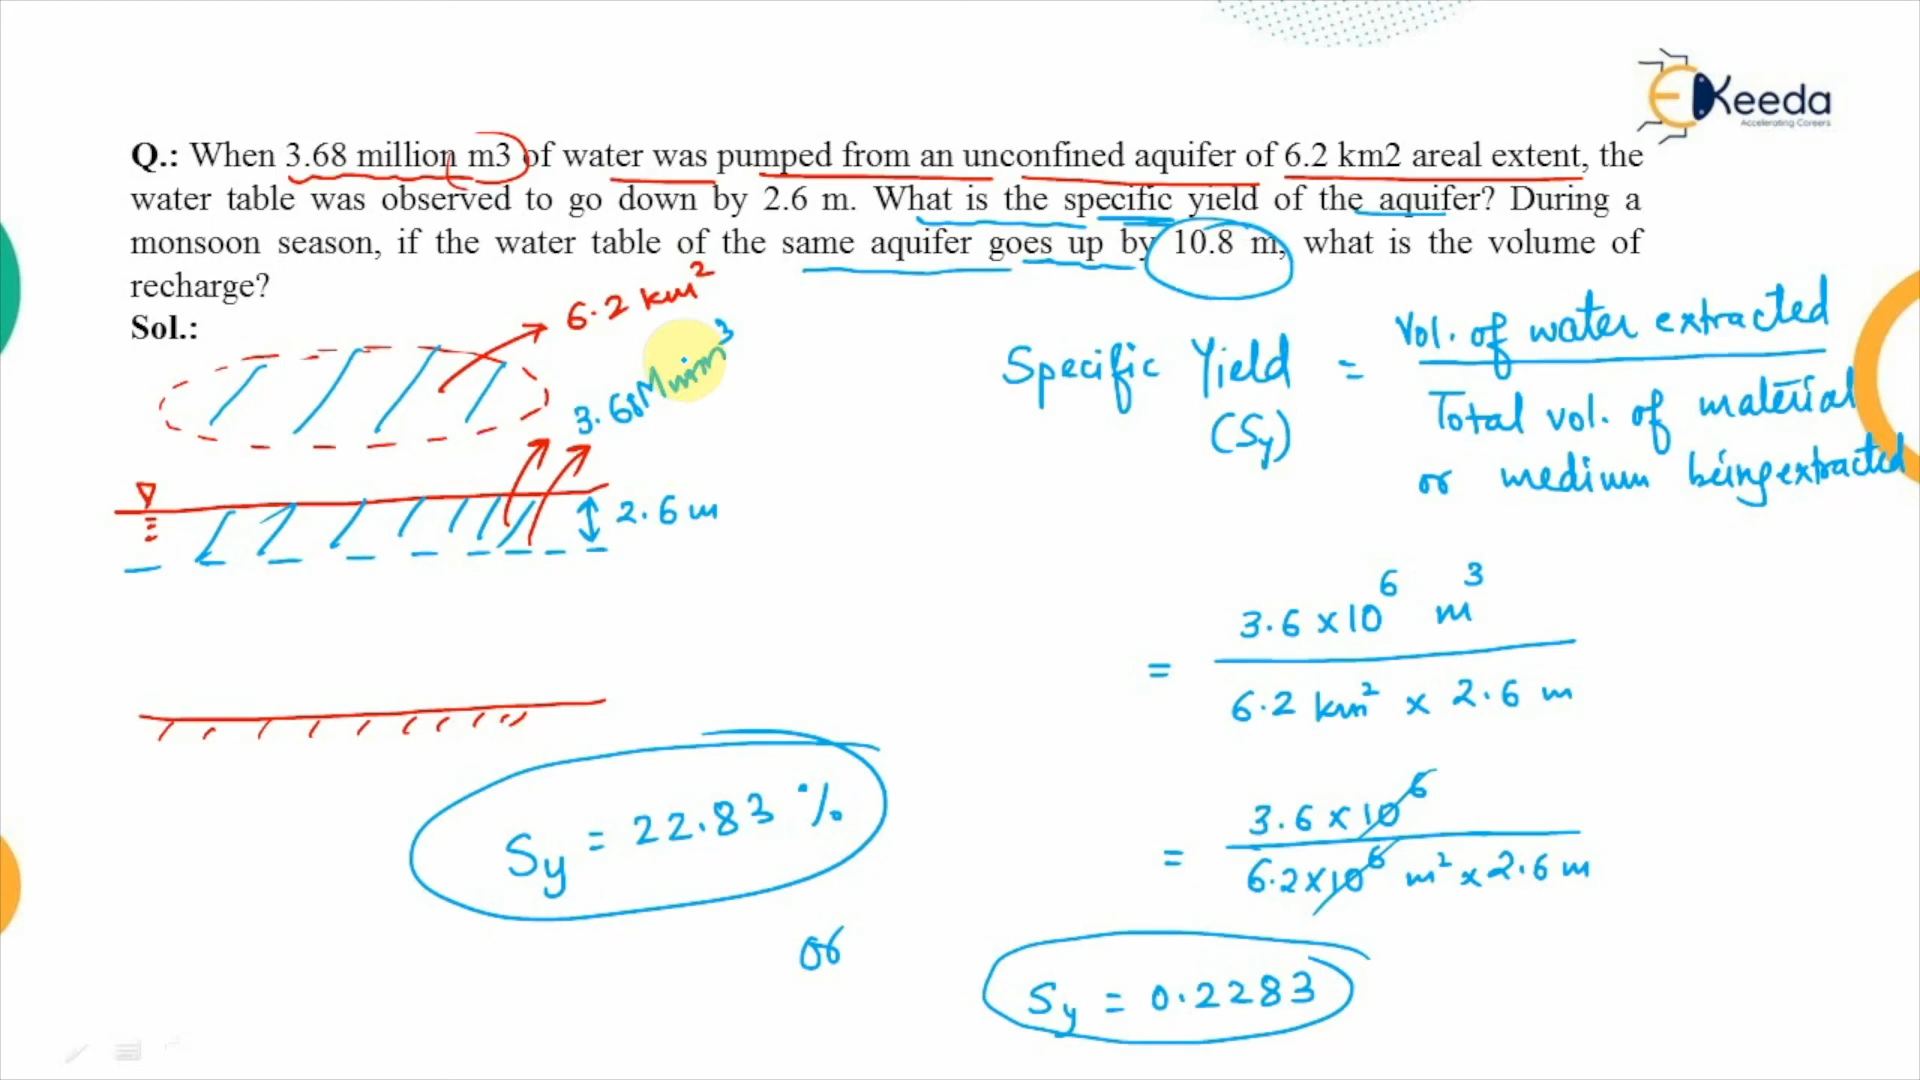 Keeda
Accelerating Careers
Q.: When 3.68 million m3 of water was pumped from an unconfined aquifer of 6.2 km2 areal extent, the
water table was observed to go down by 2.6 m. What is the specific yield of the aquifer? During a
monsoon season, if the water table of the same aquifer goes up by 10.8 m, what is the volume of
recharge?
Sol.:
6.2 km²
3.68M m³
2.6 m
Specific Yield = Vol. of water extracted
(Sy)
Total vol. of material
or medium being extracted
3.6 x 10⁶ m³
=
6.2 km² x 2.6 m
3.6 x 10⁶
=
6.2 x 10⁶ m² x 2.6 m
Sy = 22.83 %
or
Sy = 0.2283